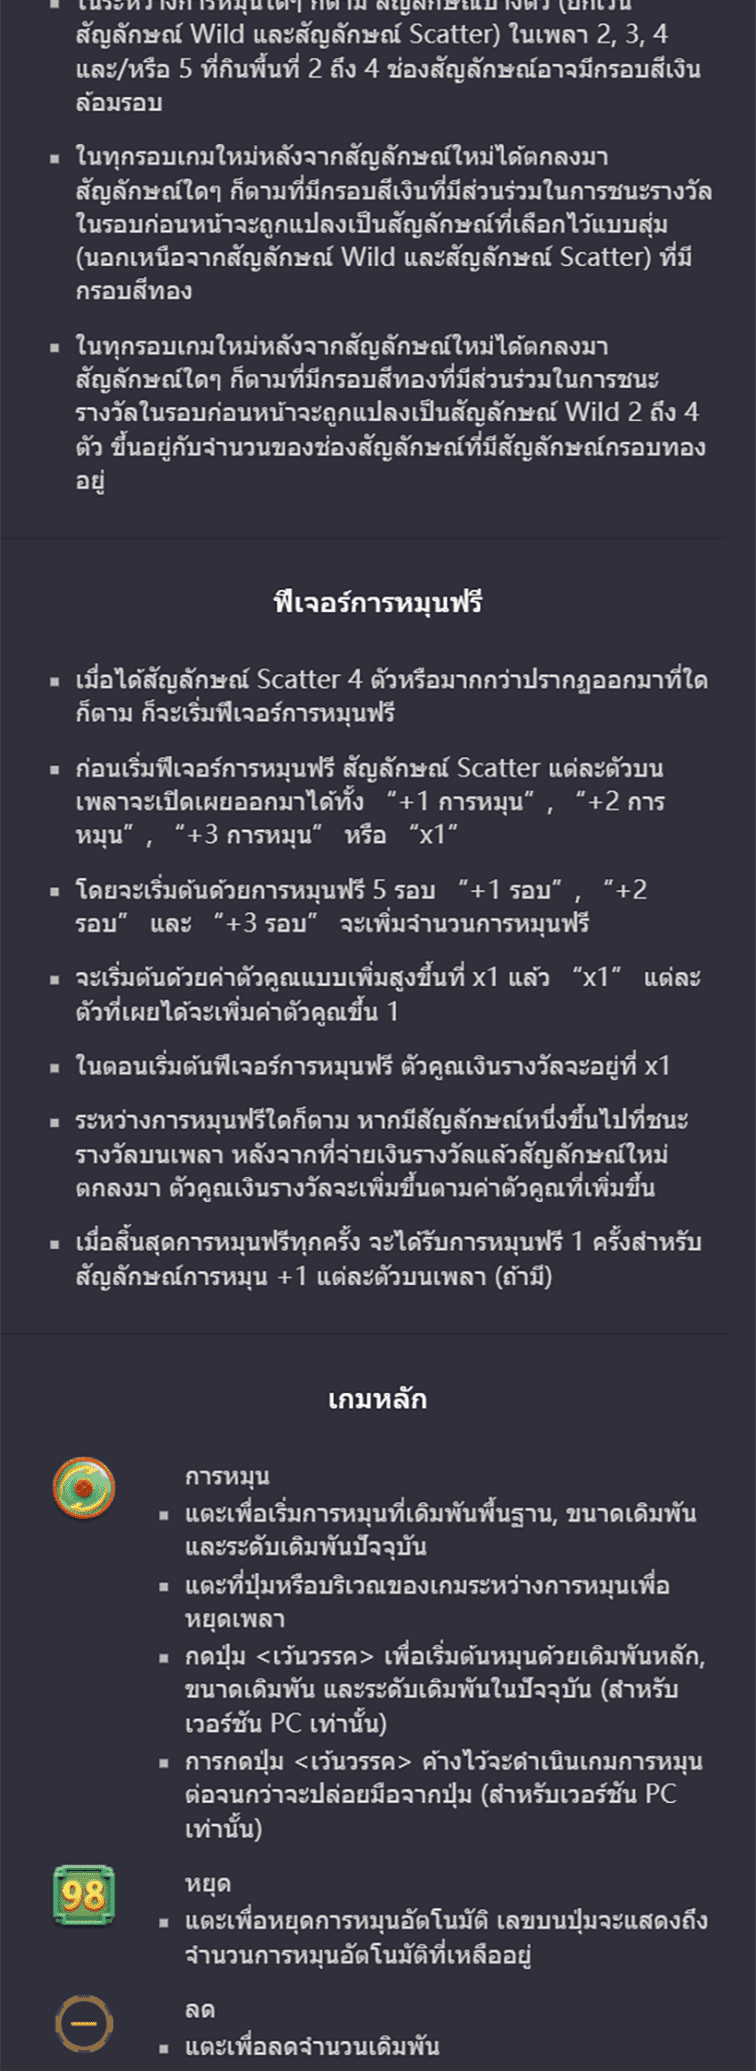 ในระหว่างการหมุนใดๆ ก็ตาม สัญลักษณ์บางตัว (ยกเว้น
สัญลักษณ์ Wild และสัญลักษณ์ Scatter) ในเพลา 2, 3, 4
และ/หรือ 5 ที่กินพื้นที่ 2 ถึง 4 ช่องสัญลักษณ์อาจมีกรอบสีเงิน
ล้อมรอบ
ในทุกรอบเกมใหม่หลังจากสัญลักษณ์ใหม่ได้ตกลงมา
สัญลักษณ์ใดๆ ก็ตามที่มีกรอบสีเงินที่มีส่วนร่วมในการชนะรางวัล
ในรอบก่อนหน้าจะถูกแปลงเป็นสัญลักษณ์ที่เลือกไว้แบบสุ่ม
(นอกเหนือจากสัญลักษณ์ Wild และสัญลักษณ์ Scatter) ที่มี
กรอบสีทอง
ในทุกรอบเกมใหม่หลังจากสัญลักษณ์ใหม่ได้ตกลงมา
สัญลักษณ์ใดๆ ก็ตามที่มีกรอบสีทองที่มีส่วนร่วมในการชนะ
รางวัลในรอบก่อนหน้าจะถูกแปลงเป็นสัญลักษณ์ Wild 2 ถึง 4
ตัว ขึ้นอยู่กับจำนวนของช่องสัญลักษณ์ที่มีสัญลักษณ์กรอบทอง
อยู่
ฟีเจอร์การหมุนฟรี
เมื่อได้สัญลักษณ์ Scatter 4 ตัวหรือมากกว่าปรากฏออกมาที่ใด
ก็ตาม ก็จะเริ่มฟีเจอร์การหมุนฟรี
ก่อนเริ่มฟีเจอร์การหมุนฟรี สัญลักษณ์ Scatter แต่ละตัวบน
เพลาจะเปิดเผยออกมาได้ทั้ง “+1 การหมุน”, “+2 การ
หมุน”, “+3 การหมุน” หรือ “x1“
โดยจะเริ่มต้นด้วยการหมุนฟรี 5 รอบ “+1 รอบ”, “+2
รอบ” และ “+3 รอบ” จะเพิ่มจำนวนการหมุนฟรี
จะเริ่มต้นด้วยค่าตัวคูณแบบเพิ่มสูงขึ้นที่ x1 แล้ว “x1” แต่ละ
ตัวที่เผยได้จะเพิ่มค่าตัวคูณขึ้น 1
ในตอนเริ่มต้นฟีเจอร์การหมุนฟรี ตัวคูณเงินรางวัลจะอยู่ที่ x1
ระหว่างการหมุนฟรีใดก็ตาม หากมีสัญลักษณ์หนึ่งขึ้นไปที่ชนะ
รางวัลบนเพลา หลังจากที่จ่ายเงินรางวัลแล้วสัญลักษณ์ใหม่
ตกลงมา ตัวคูณเงินรางวัลจะเพิ่มขึ้นตามค่าตัวคูณที่เพิ่มขึ้น
เมื่อสิ้นสุดการหมุนฟรีทุกครั้ง จะได้รับการหมุนฟรี 1 ครั้งสำหรับ
สัญลักษณ์การหมุน +1 แต่ละตัวบนเพลา (ถ้ามี)
เกมหลัก
การหมุน
แตะเพื่อเริ่มการหมุนที่เดิมพันพื้นฐาน, ขนาดเดิมพัน
และระดับเดิมพันปัจจุบัน
แตะที่ปุ่มหรือบริเวณของเกมระหว่างการหมุนเพื่อ
หยุดเพลา
กดปุ่ม <เว้นวรรค> เพื่อเริ่มต้นหมุนด้วยเดิมพันหลัก,
ขนาดเดิมพัน และระดับเดิมพันในปัจจุบัน (สำหรับ
เวอร์ชัน PC เท่านั้น)
การกดปุ่ม <เว้นวรรค> ค้างไว้จะดำเนินเกมการหมุน
ต่อจนกว่าจะปล่อยมือจากปุ่ม (สำหรับเวอร์ชัน PC
เท่านั้น)
98
หยุด
แตะเพื่อหยุดการหมุนอัตโนมัติ เลขบนปุ่มจะแสดงถึง
จำนวนการหมุนอัตโนมัติที่เหลืออยู่
ลด
แตะเพื่อลดจำนวนเดิมพัน